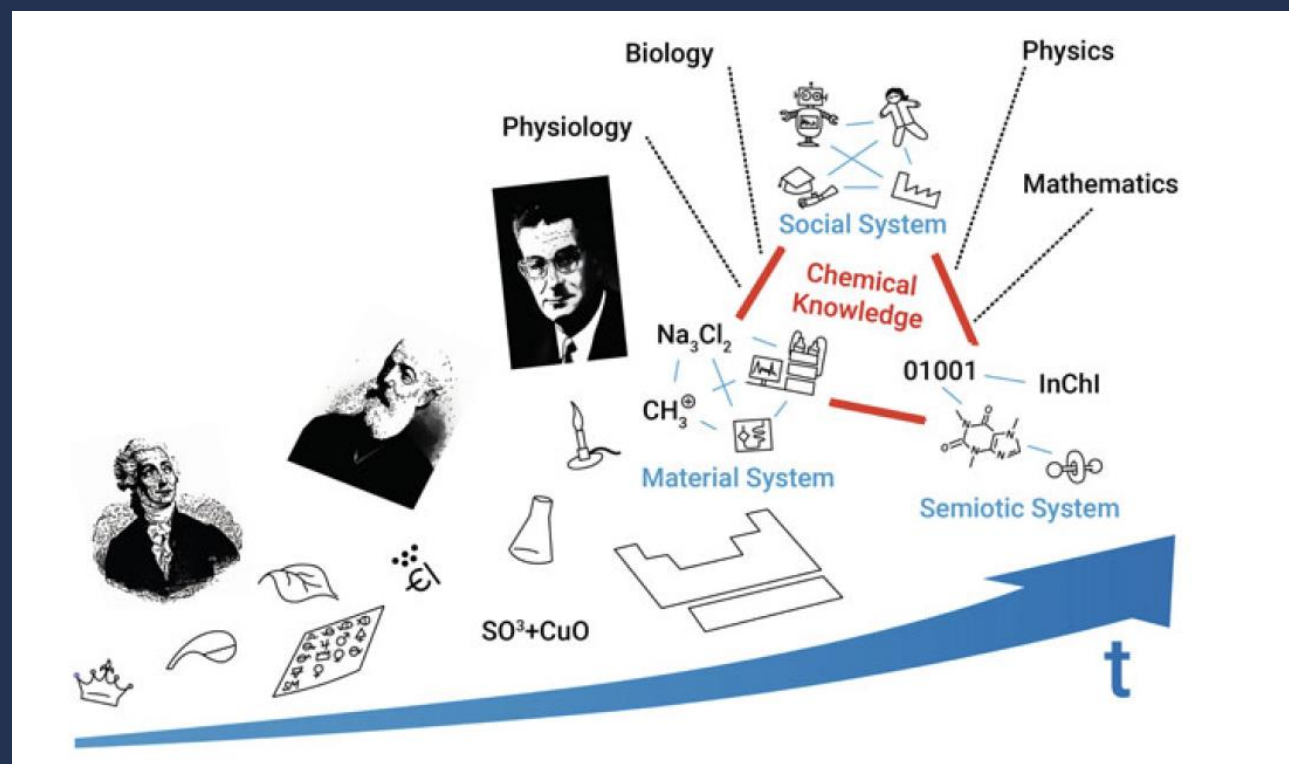 Biology
Physics
Physiology
Mathematics
Social System
Chemical
Knowledge
Na₃Cl₂
01001
InChI
CH₃⊕
Material System
Semiotic System
SO³+CuO
t